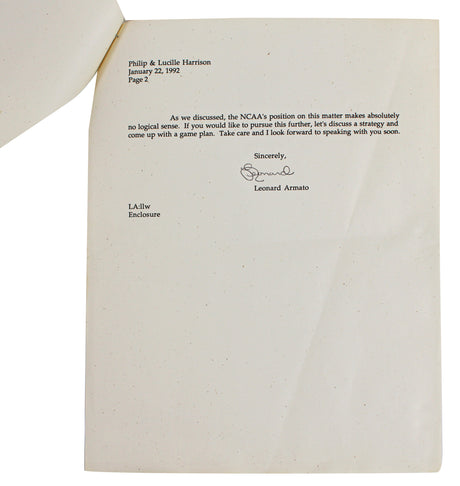 Philip & Lucille Harrison
January 22, 1992
Page 2
As we discussed, the NCAA's position on this matter makes absolutely
no logical sense. If you would like to pursue this further, let's discuss a strategy and
come up with a game plan. Take care and I look forward to speaking with you soon.
Sincerely,
Leonard
Leonard Armato
LA:llw
Enclosure